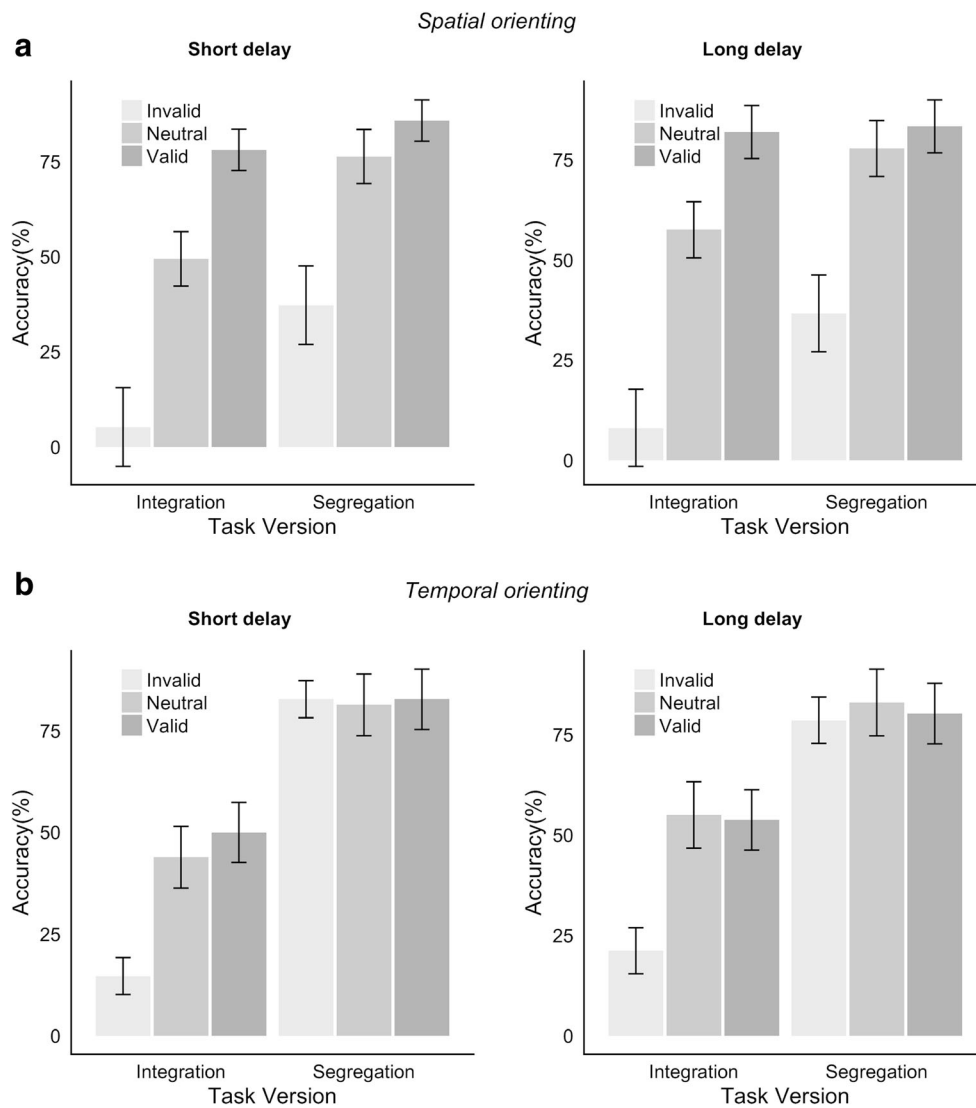 Spatial orienting
a
Short delay
Long delay
Invalid
Neutral
Valid
75
50
25
0
Accuracy(%)
Integration
Segregation
Task Version
Invalid
Neutral
Valid
75
50
25
0
Accuracy(%)
Integration
Segregation
Task Version
b
Temporal orienting
Short delay
Long delay
Invalid
Neutral
Valid
75
50
25
0
Accuracy(%)
Integration
Segregation
Task Version
Invalid
Neutral
Valid
75
50
25
0
Accuracy(%)
Integration
Segregation
Task Version